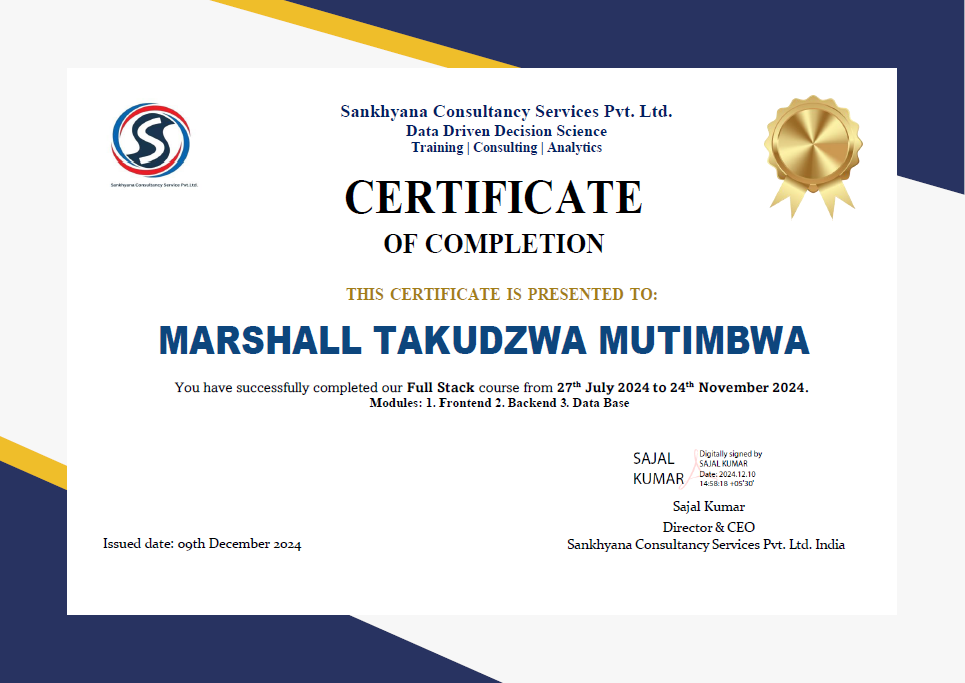 Sankhyana Consultancy Service Pvt. Ltd.
Sankhyana Consultancy Services Pvt. Ltd.
Data Driven Decision Science
Training | Consulting | Analytics
CERTIFICATE
OF COMPLETION
THIS CERTIFICATE IS PRESENTED TO:
MARSHALL TAKUDZWA MUTIMBWA
You have successfully completed our Full Stack course from 27th July 2024 to 24th November 2024.
Modules: 1. Frontend 2. Backend 3. Data Base
SAJAL
KUMAR
Digitally signed by
SAJAL KUMAR
Date: 2024.12.10
14:58:18 +05'30'
Sajal Kumar
Director & CEO
Sankhyana Consultancy Services Pvt. Ltd. India
Issued date: 09th December 2024